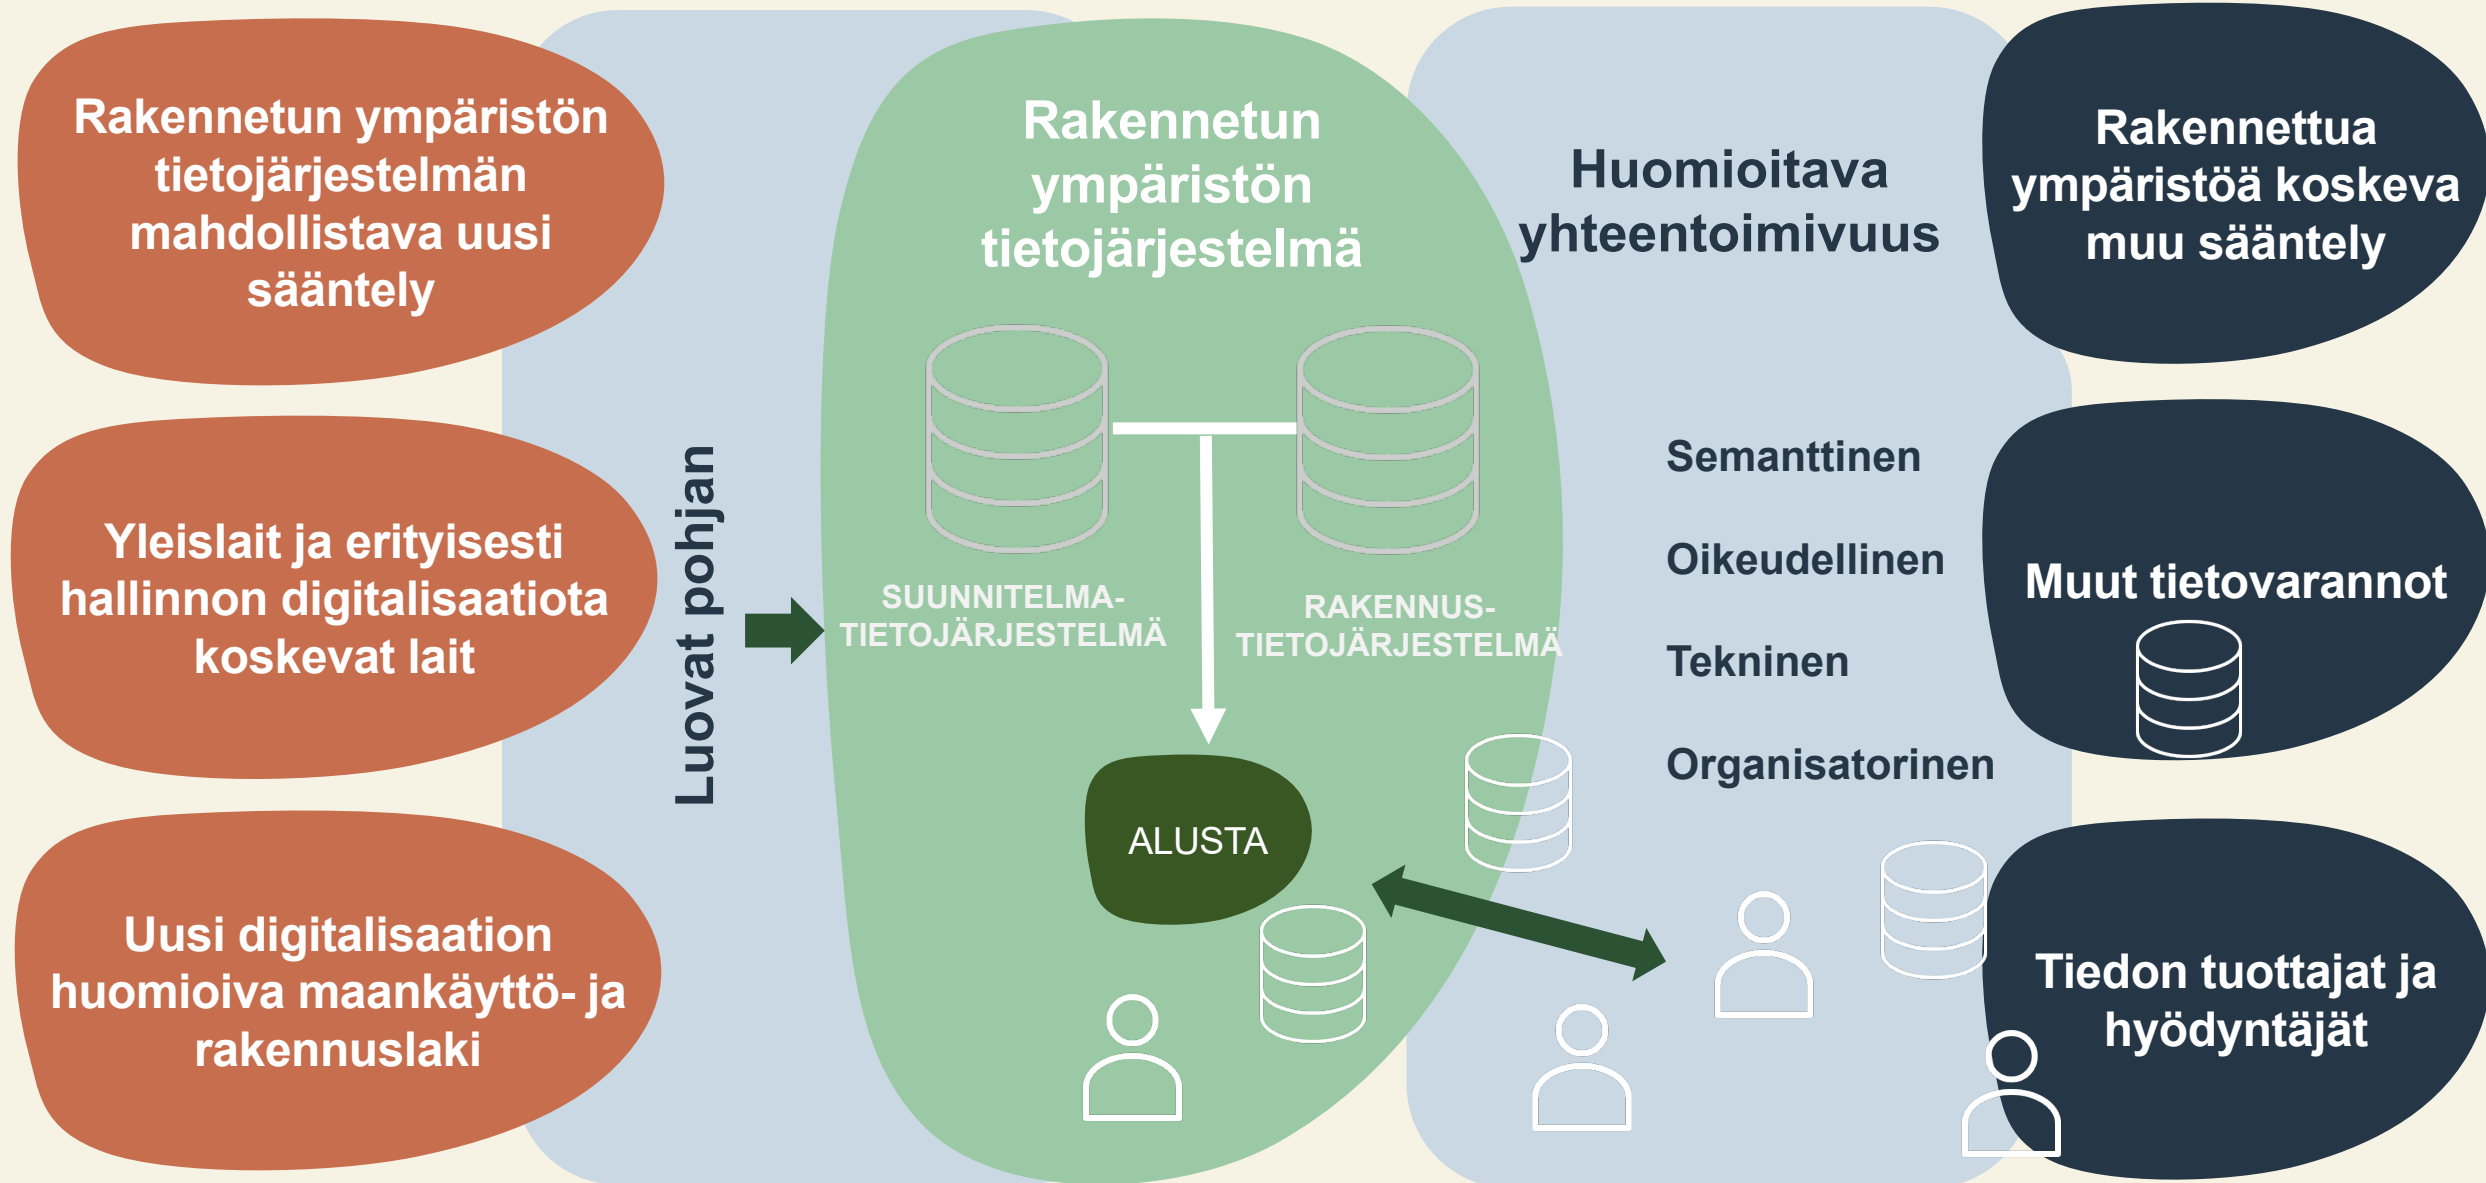 Rakennetun ympäristön
tietojärjestelmän
mahdollistava uusi
sääntely
Yleislait ja erityisesti
hallinnon digitalisaatiota
koskevat lait
Uusi digitalisaation
huomioiva maankäyttö- ja
rakennuslaki
Luovat pohjan
Rakennetun
ympäristön
tietojärjestelmä
SUUNNITELMA-
TIETOJÄRJESTELMÄ
RAKENNUS-
TIETOJÄRJESTELMÄ
ALUSTA
Huomioitava
yhteentoimivuus
Semanttinen
Oikeudellinen
Tekninen
Organisatorinen
Rakennettua
ympäristöä koskeva
muu sääntely
Muut tietovarannot
Tiedon tuottajat ja
hyödyntäjät